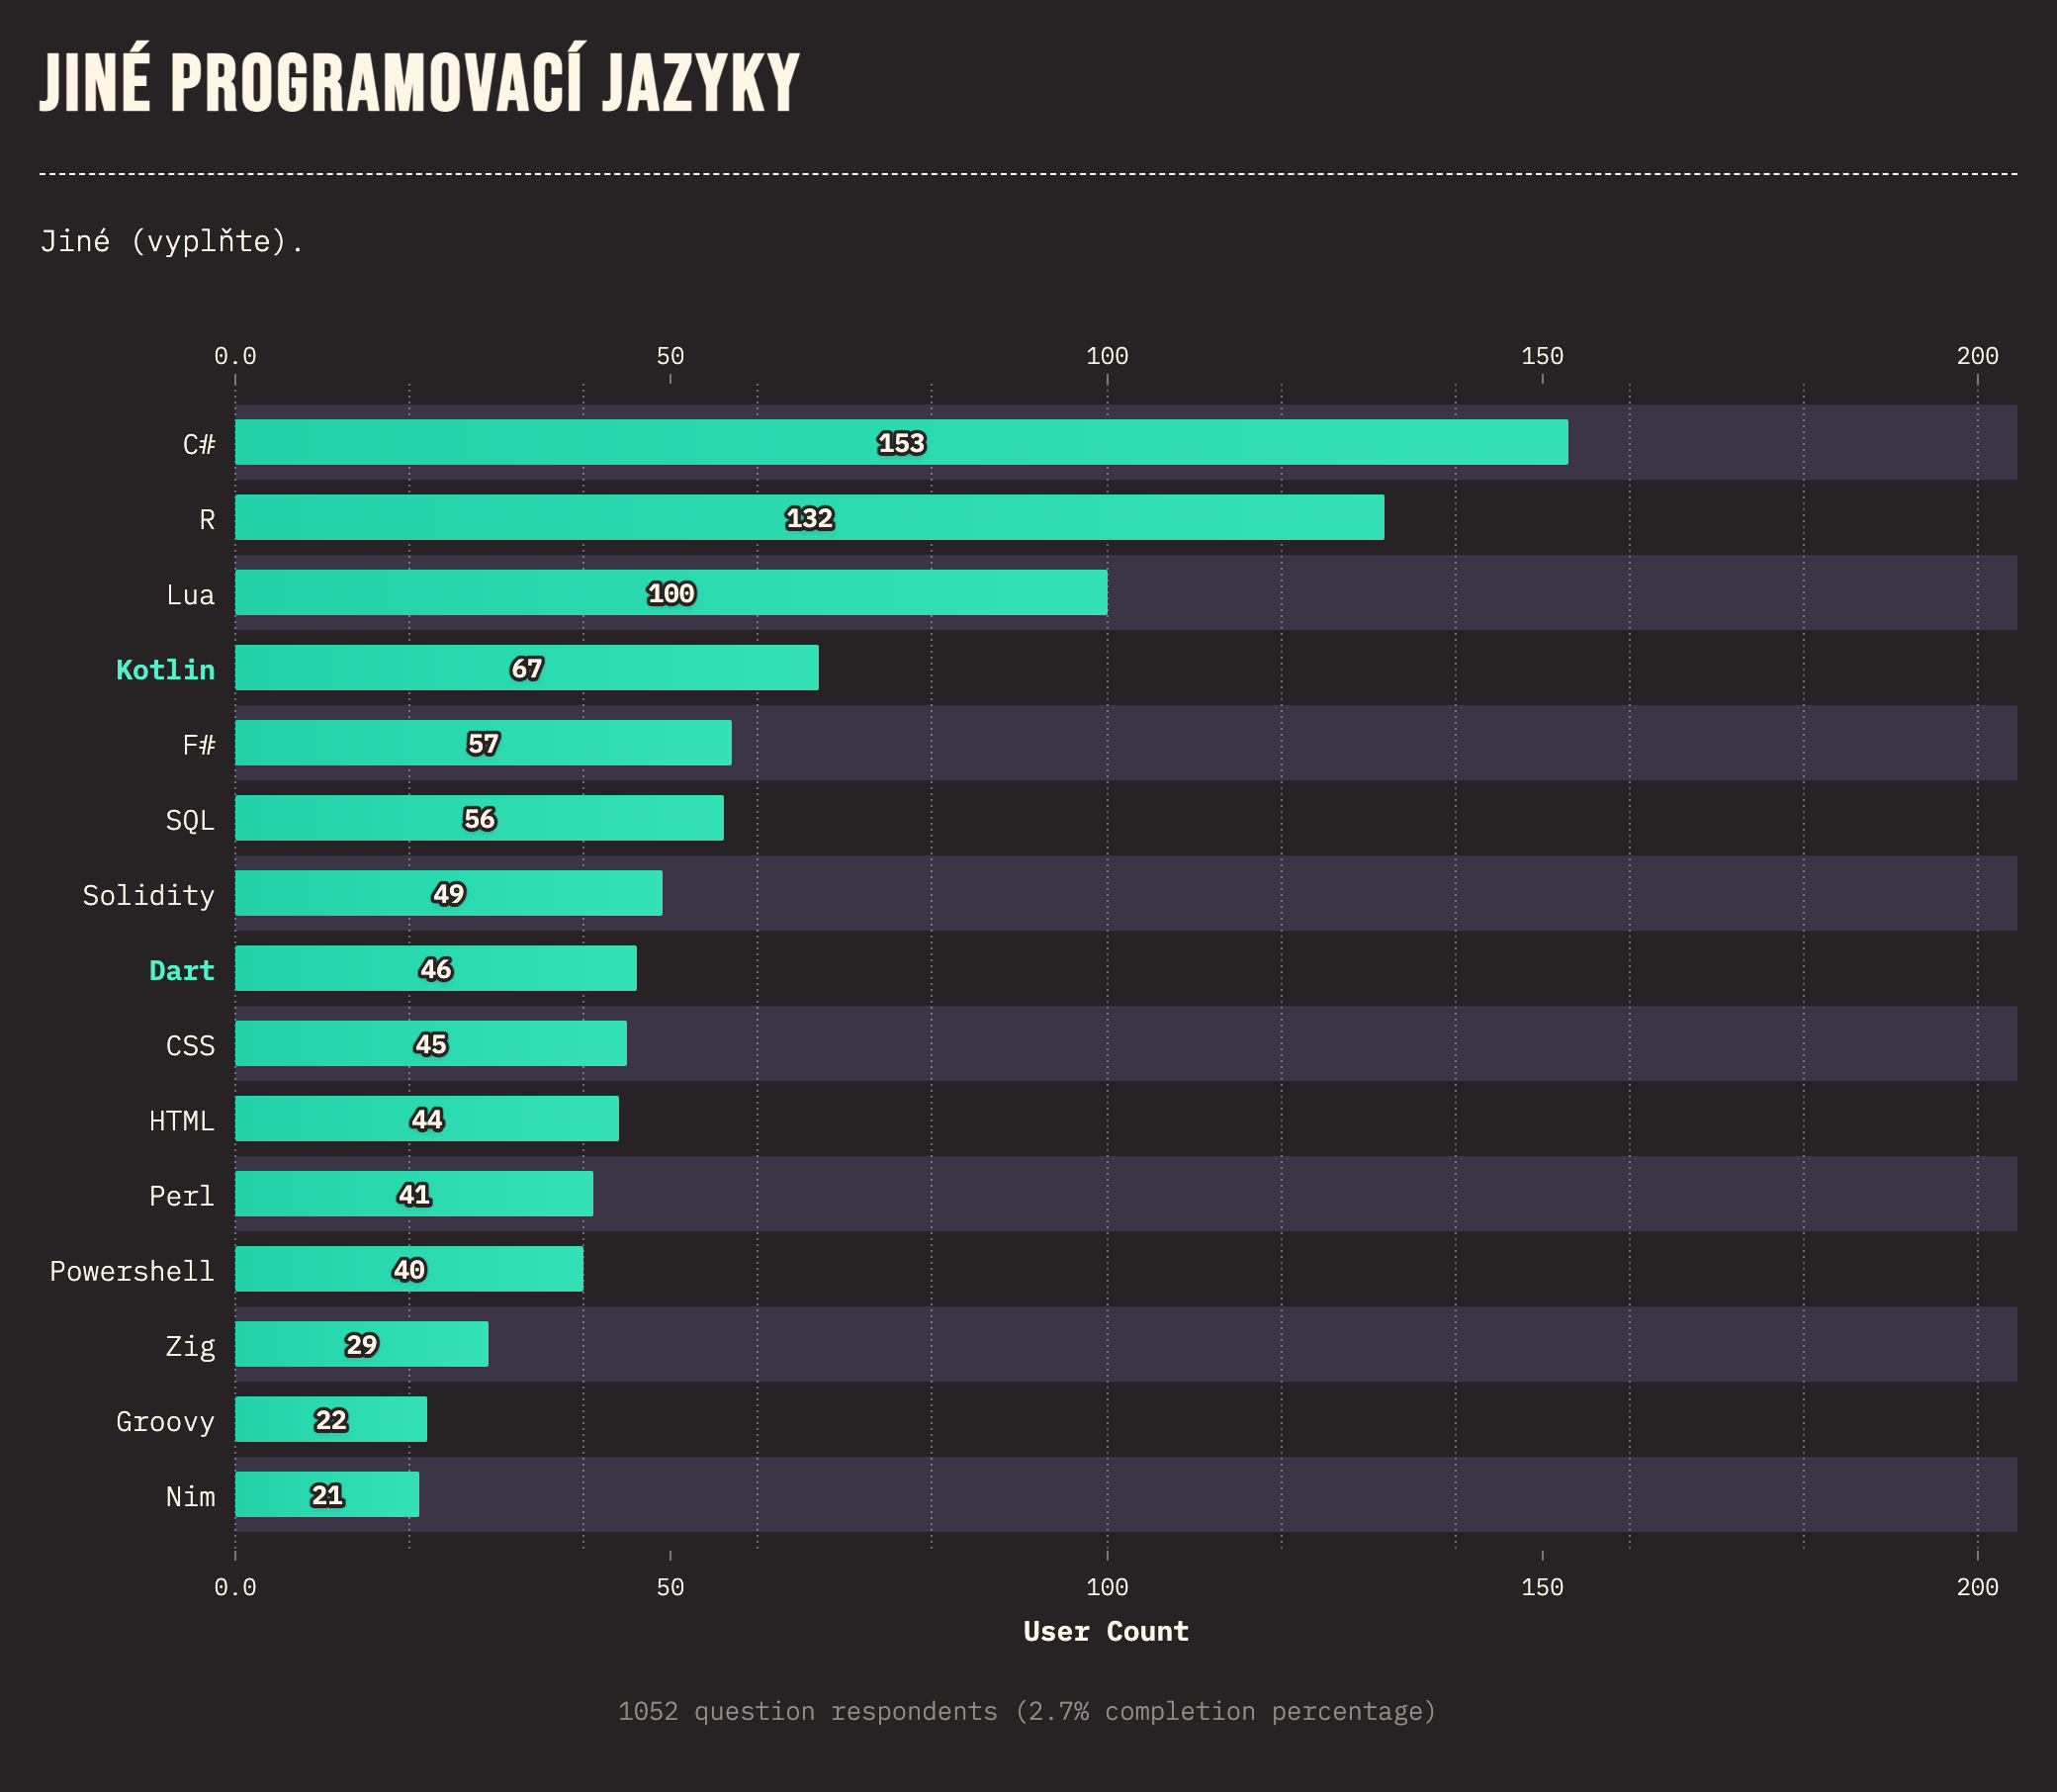 JINÉ PROGRAMOVACÍ JAZYKY
Jiné (vyplňte).
0.0 50 100 150 200
C# 153
R 132
Lua 100
Kotlin 67
F# 57
SQL 56
Solidity 49
Dart 46
CSS 45
HTML 44
Perl 41
Powershell 40
Zig 29
Groovy 22
Nim 21
0.0 50 100 150 200
User Count
1052 question respondents (2.7% completion percentage)